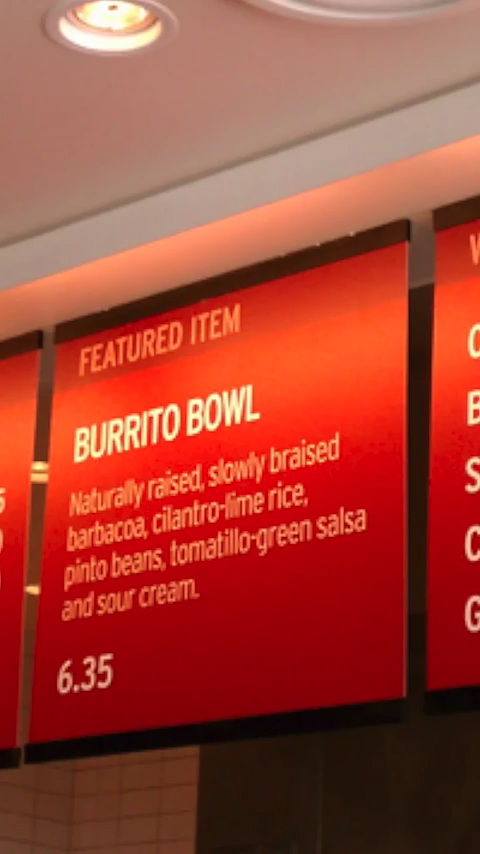 FEATURED ITEM
BURRITO BOWL
Naturally raised, slowly braised
barbacoa, cilantro-lime rice,
pinto beans, tomatillo-green salsa
and sour cream.
6.35